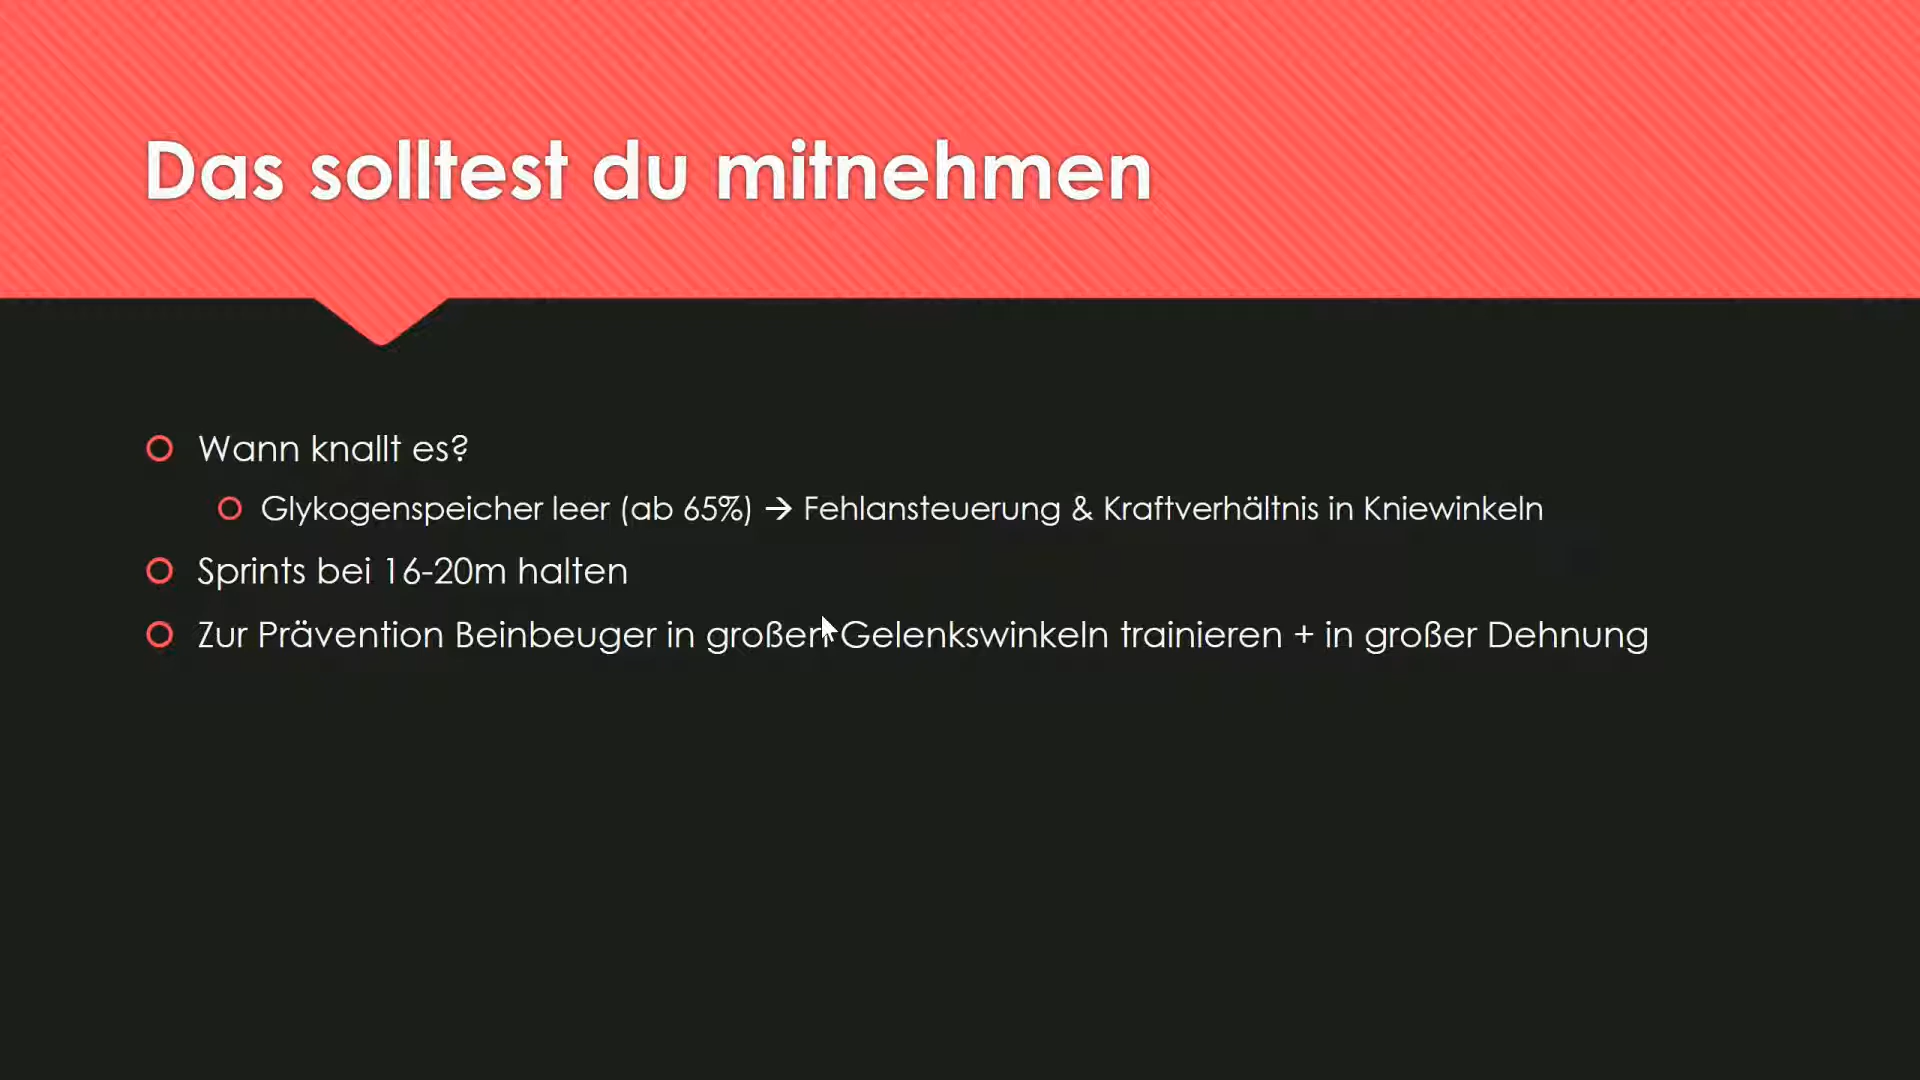 Das solltest du mitnehmen
Wann knallt es?
Glykogenspeicher leer (ab 65%) → Fehlansteuerung & Kraftverhältnis in Kniewinkeln
Sprints bei 16-20m halten
Zur Prävention Beinbeuger in großen Gelenkswinkeln trainieren + in großer Dehnung